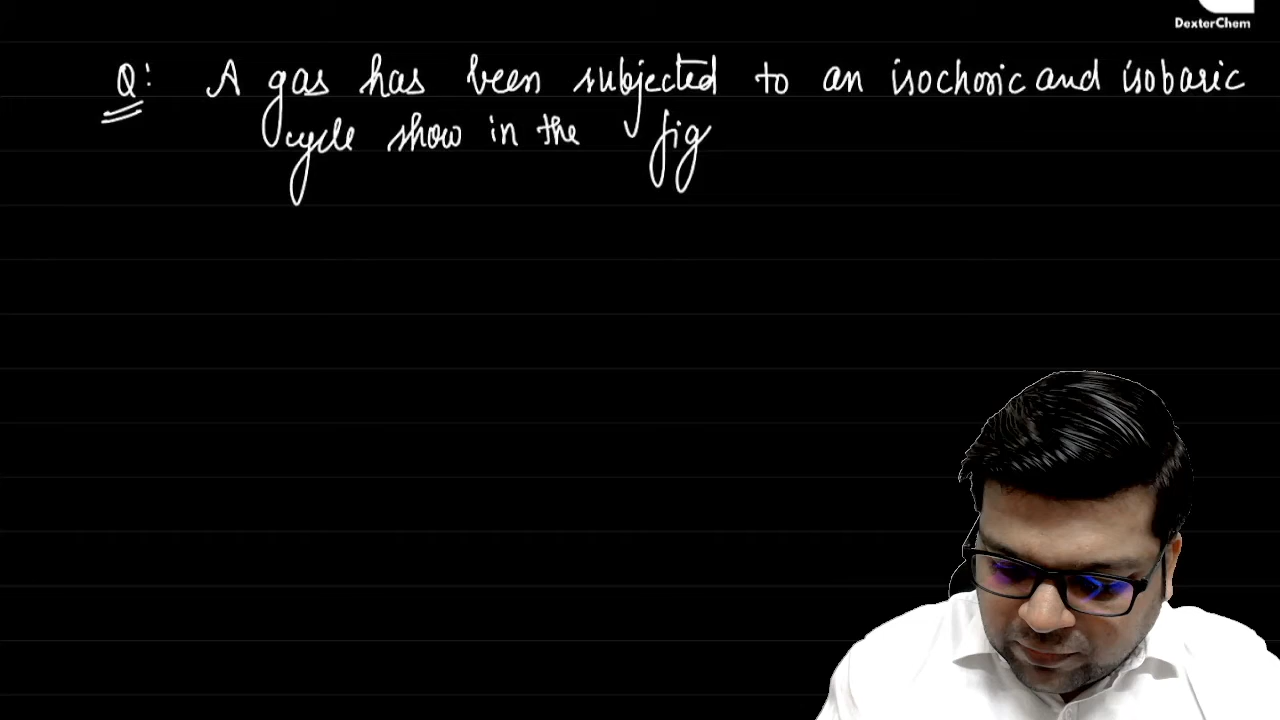 DexterChem
Q: A gas has been subjected to an isochoric and isobaric
cycle show in the fig